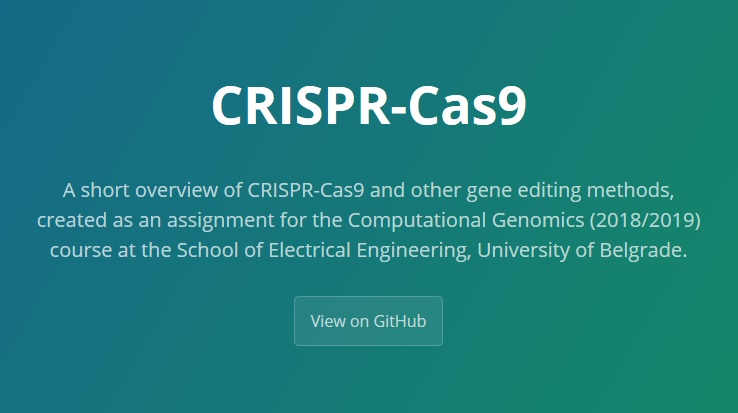 CRISPR-Cas9
A short overview of CRISPR-Cas9 and other gene editing methods,
created as an assignment for the Computational Genomics (2018/2019)
course at the School of Electrical Engineering, University of Belgrade.
View on GitHub